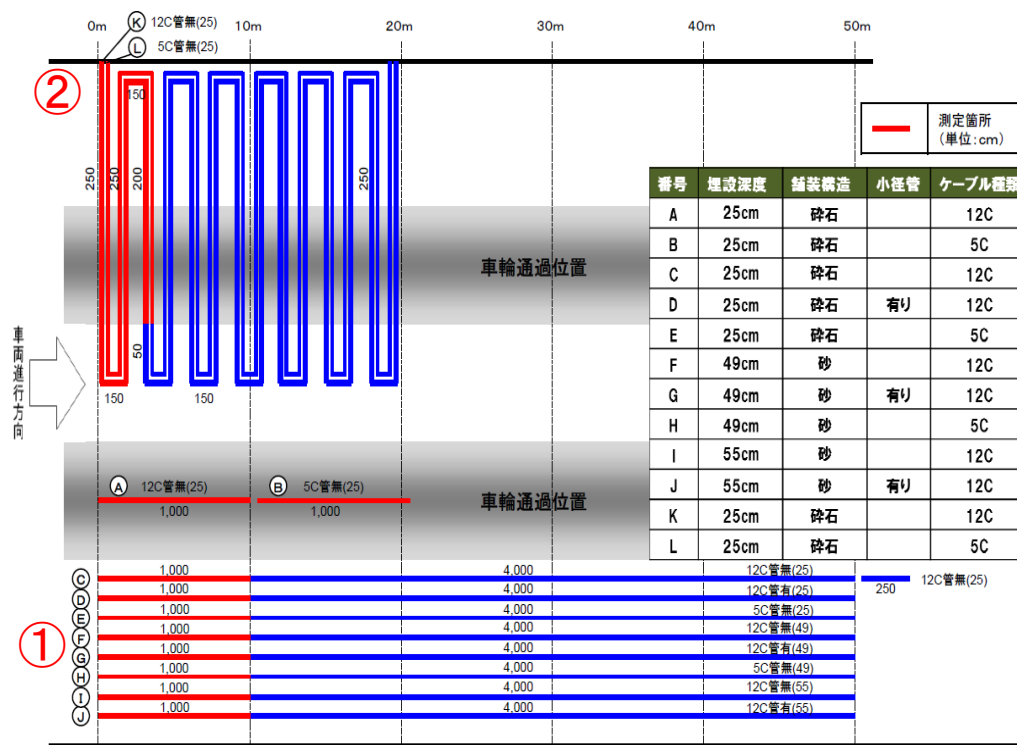 0m
Ⓚ 12C管無(25)
10m
20m
30m
40m
50m
Ⓛ 5C管無(25)
②
150
250
250
200
250
測定箇所
(単位:cm)
番号 埋設深度 舗装構造 小径管 ケーブル種類
A 25cm 砕石 12C
B 25cm 砕石 5C
C 25cm 砕石 12C
D 25cm 砕石 有り 12C
E 25cm 砕石 5C
F 49cm 砂 12C
G 49cm 砂 有り 12C
H 49cm 砂 5C
I 55cm 砂 12C
J 55cm 砂 有り 12C
K 25cm 砕石 12C
L 25cm 砕石 5C
車輪通過位置
車両進行方向
50
150
150
Ⓐ 12C管無(25)
1,000
Ⓑ 5C管無(25)
1,000
車輪通過位置
①
Ⓒ 1,000 4,000 12C管無(25)
250 12C管無(25)
Ⓓ 1,000 4,000 12C管有(25)
Ⓔ 1,000 4,000 5C管無(25)
Ⓕ 1,000 4,000 12C管無(49)
Ⓖ 1,000 4,000 12C管有(49)
Ⓗ 1,000 4,000 5C管無(49)
Ⓘ 1,000 4,000 12C管無(55)
Ⓙ 1,000 4,000 12C管有(55)